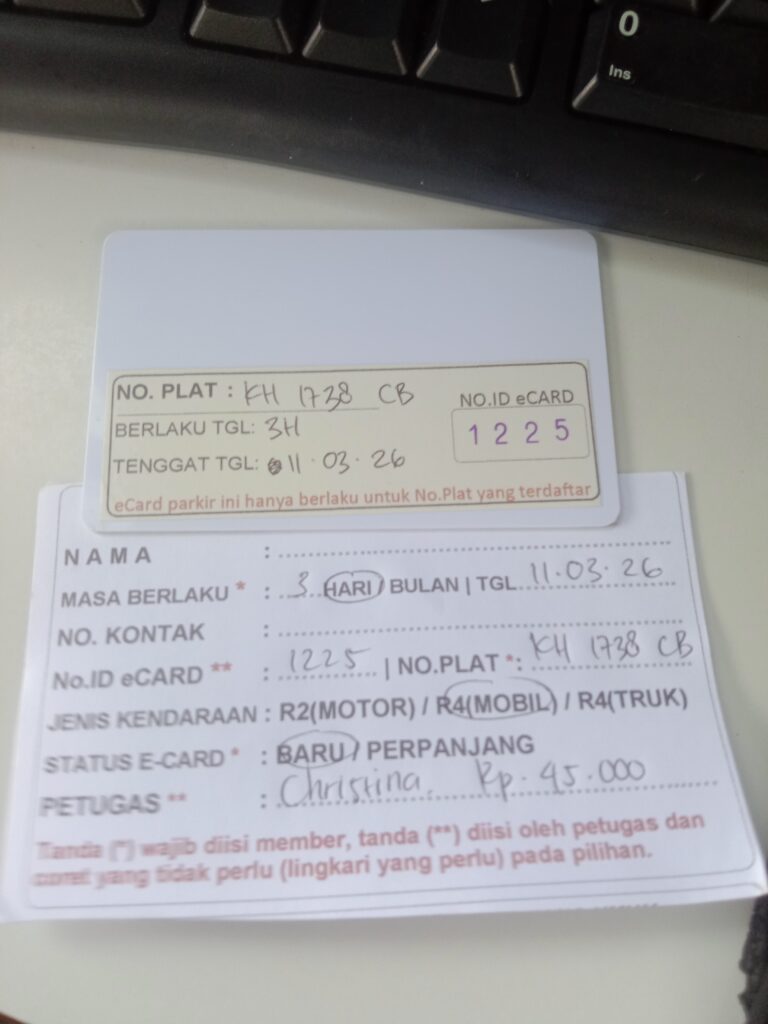 0
Ins
NO. PLAT : KH 1738 CB
NO.ID eCARD
BERLAKU TGL: 3H
1225
TENGGAT TGL: 11.03.26
eCard parkir ini hanya berlaku untuk No.Plat yang terdaftar
NAMA :
MASA BERLAKU * : 3 HARI / BULAN | TGL 11.03.26
NO. KONTAK :
No.ID eCARD ** : 1225 | NO.PLAT *: KH 1738 CB
JENIS KENDARAAN : R2(MOTOR) / R4(MOBIL) / R4(TRUK)
STATUS E-CARD * : BARU / PERPANJANG
PETUGAS ** : Christina. Rp. 45.000
Tanda (*) wajib diisi member, tanda (**) diisi oleh petugas dan
coret yang tidak perlu (lingkari yang perlu) pada pilihan.